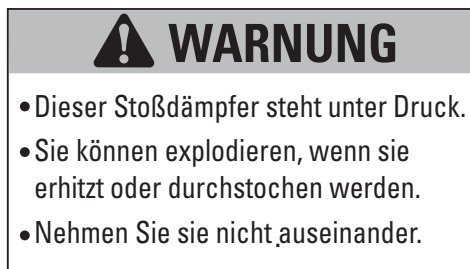 WARNUNG
• Dieser Stoßdämpfer steht unter Druck.
• Sie können explodieren, wenn sie
erhitzt oder durchstochen werden.
• Nehmen Sie sie nicht auseinander.